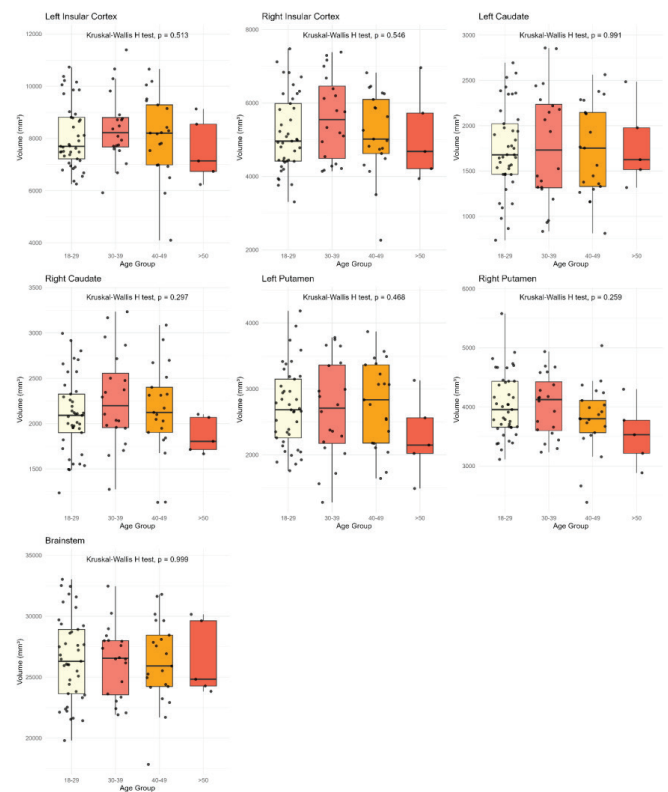 Left Insular Cortex
Kruskal-Wallis H test, p = 0.513
Volume (mm³)
12000
10000
8000
6000
4000
18-29
30-39
40-49
>50
Age Group
Right Insular Cortex
Kruskal-Wallis H test, p = 0.546
Volume (mm³)
8000
6000
4000
2000
18-29
30-39
40-49
>50
Age Group
Left Caudate
Kruskal-Wallis H test, p = 0.991
Volume (mm³)
3000
2500
2000
1500
1000
18-29
30-39
40-49
>50
Age Group
Right Caudate
Kruskal-Wallis H test, p = 0.297
Volume (mm³)
3500
3000
2500
2000
1500
18-29
30-39
40-49
>50
Age Group
Left Putamen
Kruskal-Wallis H test, p = 0.468
Volume (mm³)
4000
3000
2000
18-29
30-39
40-49
>50
Age Group
Right Putamen
Kruskal-Wallis H test, p = 0.259
Volume (mm³)
6000
5000
4000
3000
18-29
30-39
40-49
>50
Age Group
Brainstem
Kruskal-Wallis H test, p = 0.999
Volume (mm³)
35000
30000
25000
20000
18-29
30-39
40-49
>50
Age Group